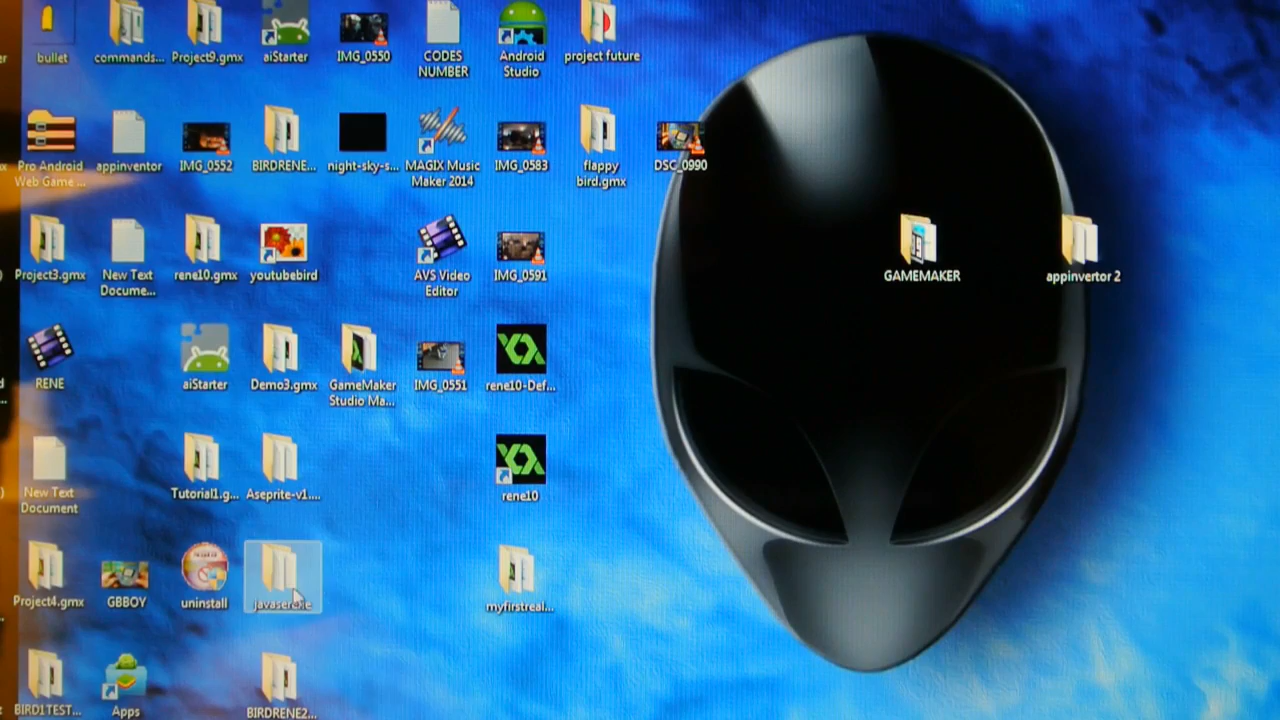 bullet
commands...
Project9.gmx
aiStarter
IMG_0550
CODES
NUMBER
Android
Studio
project future
Pro Android
Web Game ...
appinventor
IMG_0552
BIRDRENE...
night-sky-s...
MAGIX Music
Maker 2014
IMG_0583
flappy
bird.gmx
DSC_0990
Project3.gmx
New Text
Docume...
rene10.gmx
youtubebird
AVS Video
Editor
IMG_0591
GAMEMAKER
appinvertor 2
RENE
aiStarter
Demo3.gmx
GameMaker
Studio Ma...
IMG_0551
rene10-Def...
New Text
Document
Tutorial1.g...
Aseprite-v1....
rene10
Project4.gmx
GBBOY
uninstall
myfirstreal...
BIRD1TEST...
Apps
BIRDRENE2...